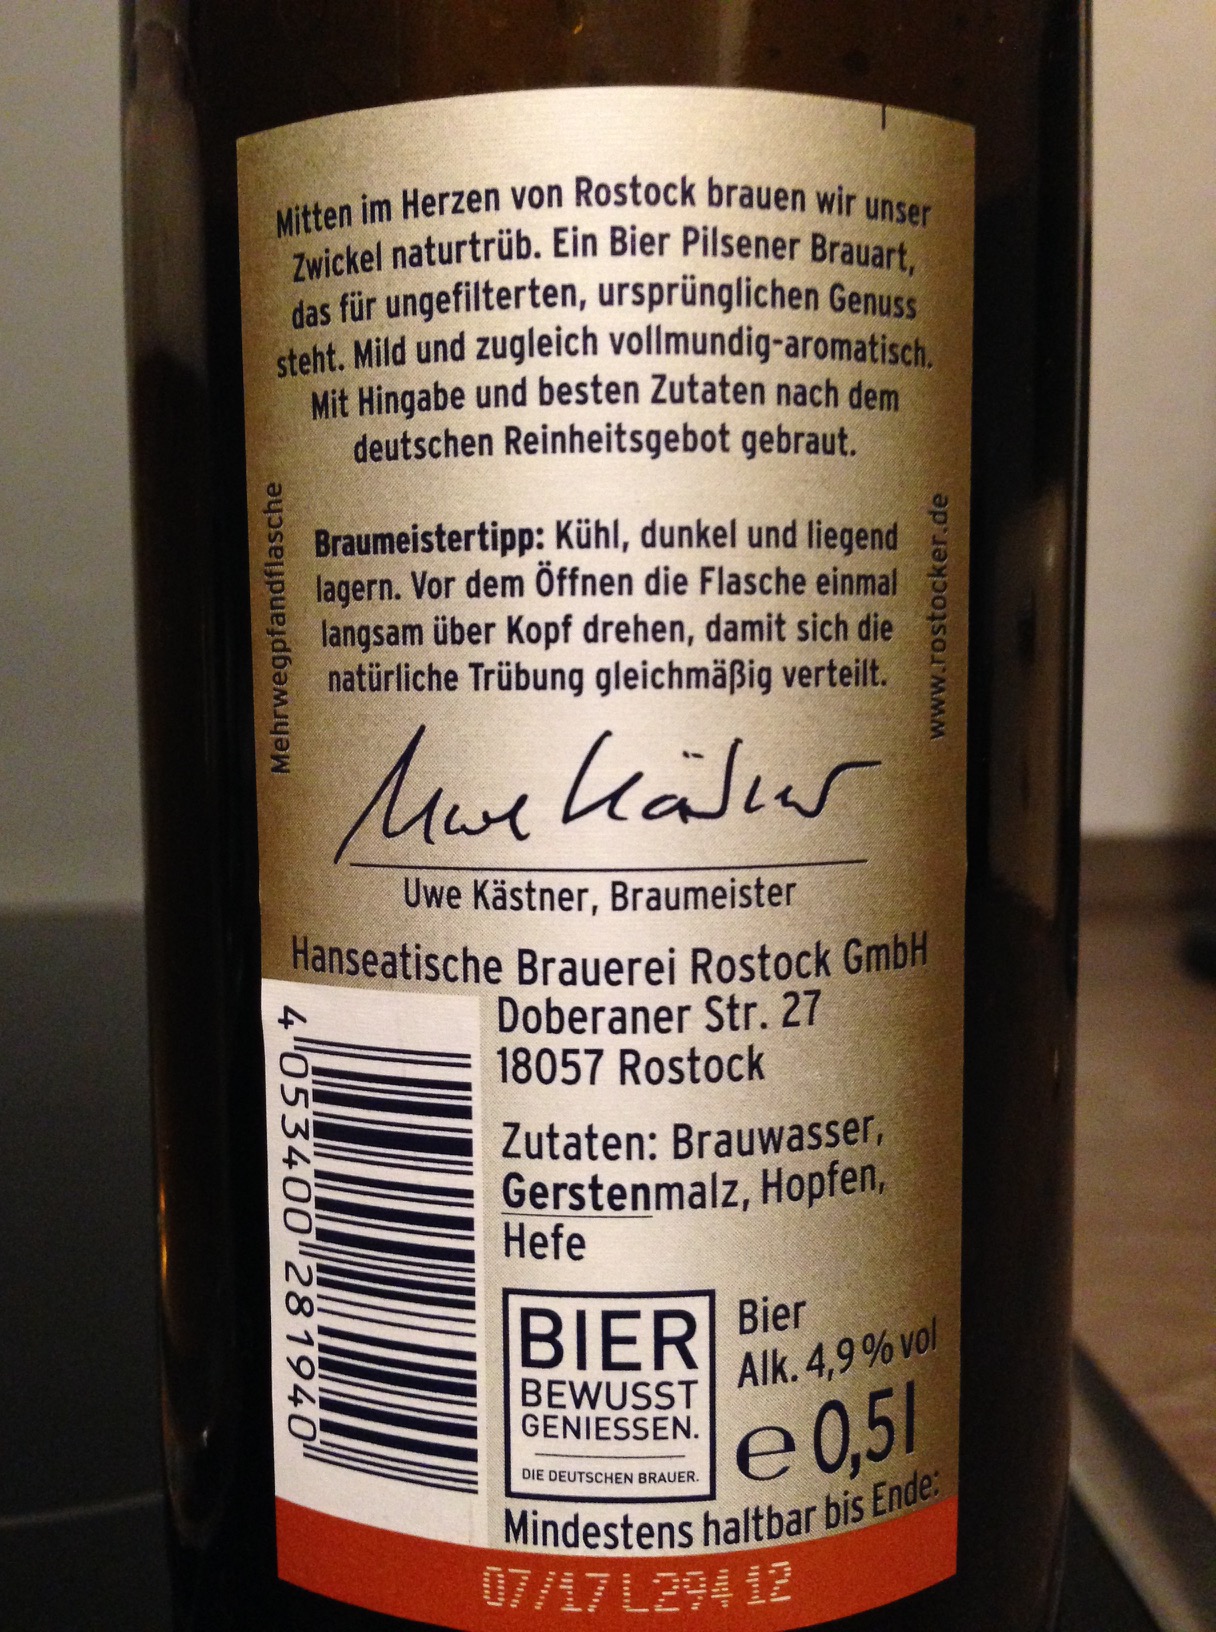 Mitten im Herzen von Rostock brauen wir unser
Zwickel naturtrüb. Ein Bier Pilsener Brauart,
das für ungefilterten, ursprünglichen Genuss
steht. Mild und zugleich vollmundig-aromatisch.
Mit Hingabe und besten Zutaten nach dem
deutschen Reinheitsgebot gebraut.
Mehrwegpfandflasche
Braumeistertipp: Kühl, dunkel und liegend
lagern. Vor dem Öffnen die Flasche einmal
langsam über Kopf drehen, damit sich die
natürliche Trübung gleichmäßig verteilt.
www.rostocker.de
Uwe Kästner
Uwe Kästner, Braumeister
Hanseatische Brauerei Rostock GmbH
Doberaner Str. 27
18057 Rostock
4 053400 281940
Zutaten: Brauwasser,
Gerstenmalz, Hopfen,
Hefe
BIER
BEWUSST
GENIESSEN.
DIE DEUTSCHEN BRAUER.
Bier
Alk. 4,9 % vol
e 0,5l
Mindestens haltbar bis Ende:
07/17 L29412